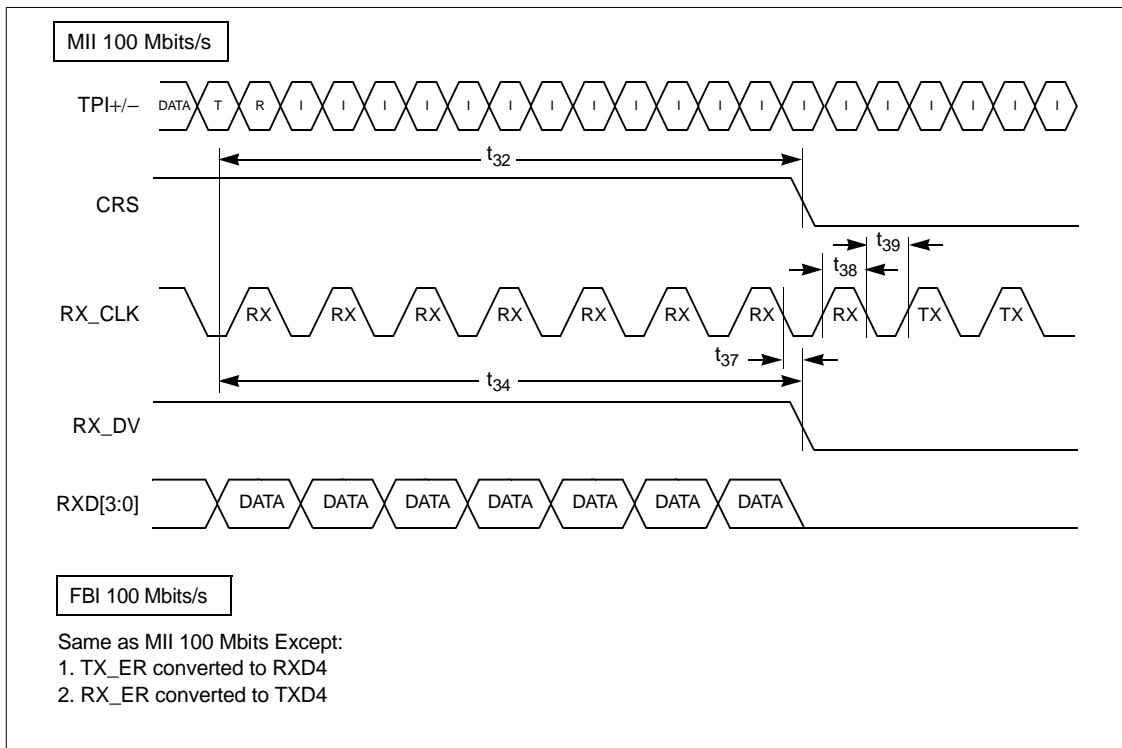 MII 100 Mbits/s
TPI+/− DATA T R I I I I I I I I I I I I I I I I I I I
t32
CRS
t39
t38
RX_CLK RX RX RX RX RX RX RX RX TX TX
t37
t34
RX_DV
RXD[3:0] DATA DATA DATA DATA DATA DATA DATA
FBI 100 Mbits/s
Same as MII 100 Mbits Except:
1. TX_ER converted to RXD4
2. RX_ER converted to TXD4